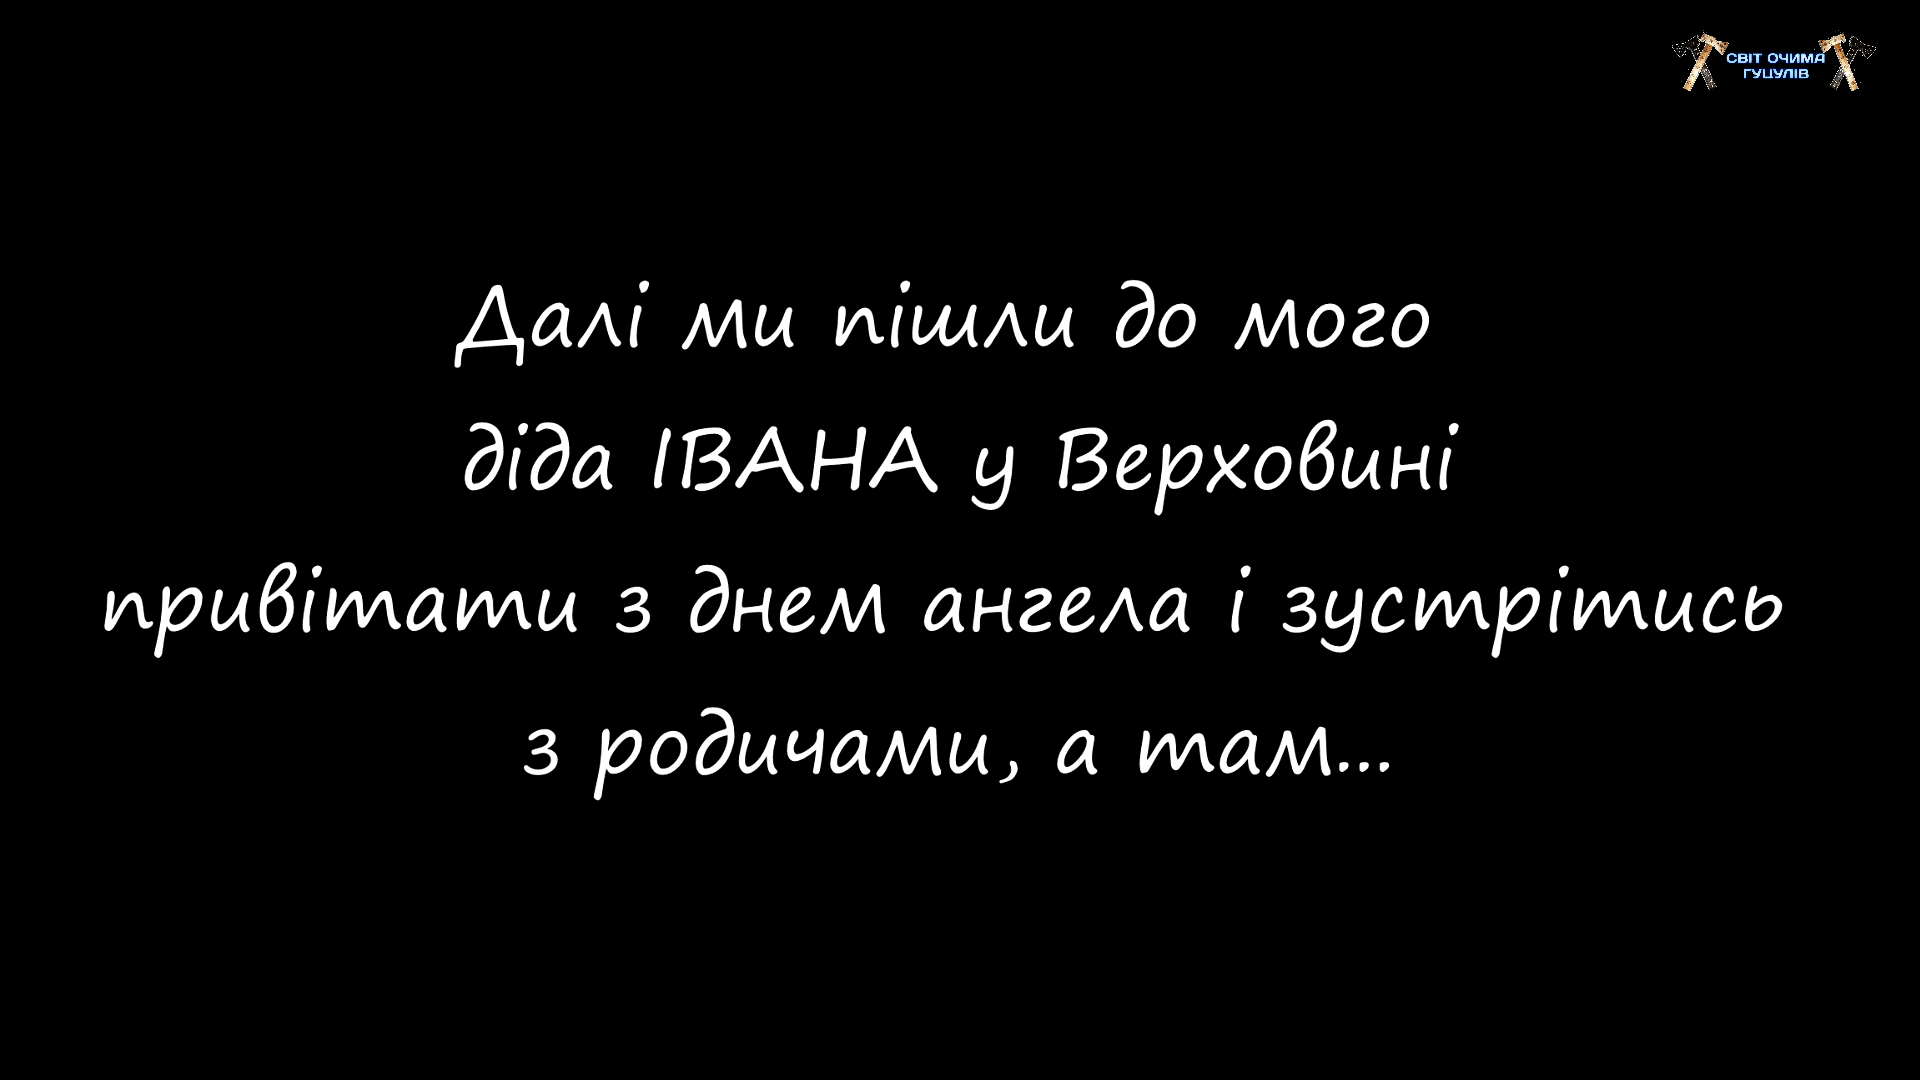 СВІТ ОЧИМА
ГУЦУЛІВ
Далі ми пішли до мого
діда ІВАНА у Верховині
привітати з днем ангела і зустрітись
з родичами, а там...